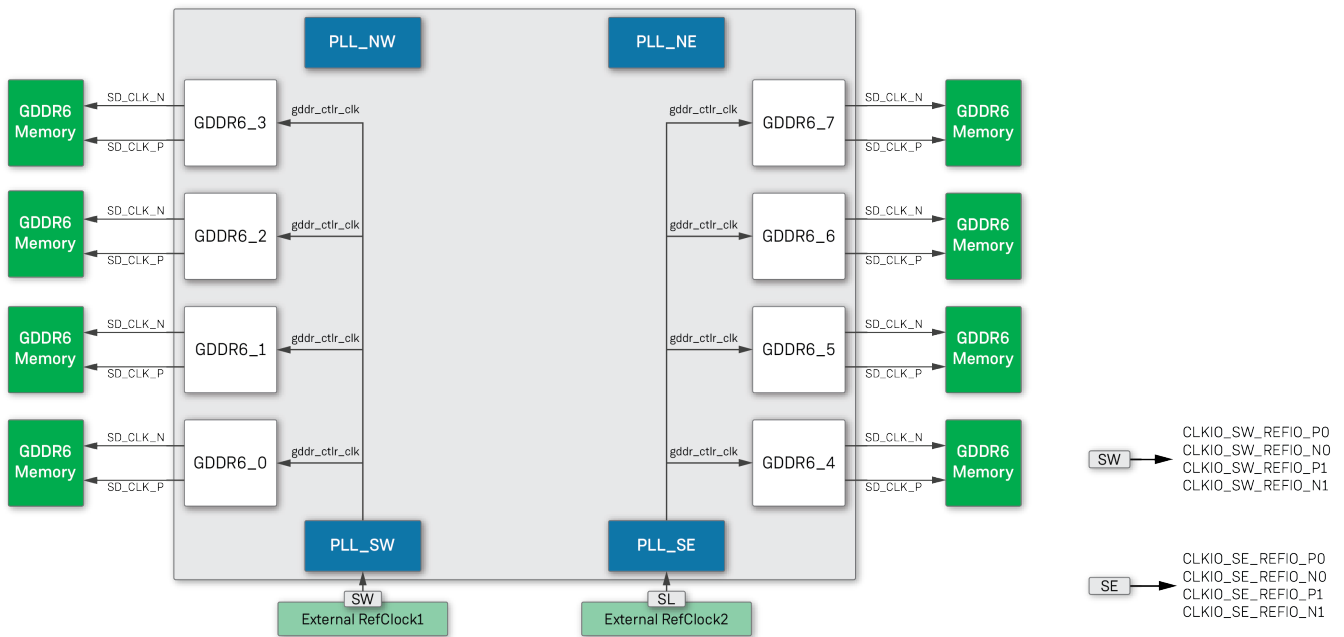 PLL_NW
PLL_NE
GDDR6
Memory
SD_CLK_N
SD_CLK_P
GDDR6_3
gddr_ctlr_clk
gddr_ctlr_clk
GDDR6_7
SD_CLK_N
SD_CLK_P
GDDR6
Memory
GDDR6
Memory
SD_CLK_N
SD_CLK_P
GDDR6_2
gddr_ctlr_clk
gddr_ctlr_clk
GDDR6_6
SD_CLK_N
SD_CLK_P
GDDR6
Memory
GDDR6
Memory
SD_CLK_N
SD_CLK_P
GDDR6_1
gddr_ctlr_clk
gddr_ctlr_clk
GDDR6_5
SD_CLK_N
SD_CLK_P
GDDR6
Memory
GDDR6
Memory
SD_CLK_N
SD_CLK_P
GDDR6_0
gddr_ctlr_clk
gddr_ctlr_clk
GDDR6_4
SD_CLK_N
SD_CLK_P
GDDR6
Memory
PLL_SW
PLL_SE
SW
External RefClock1
SL
External RefClock2
SW
CLKIO_SW_REFIO_P0
CLKIO_SW_REFIO_N0
CLKIO_SW_REFIO_P1
CLKIO_SW_REFIO_N1
SE
CLKIO_SE_REFIO_P0
CLKIO_SE_REFIO_N0
CLKIO_SE_REFIO_P1
CLKIO_SE_REFIO_N1